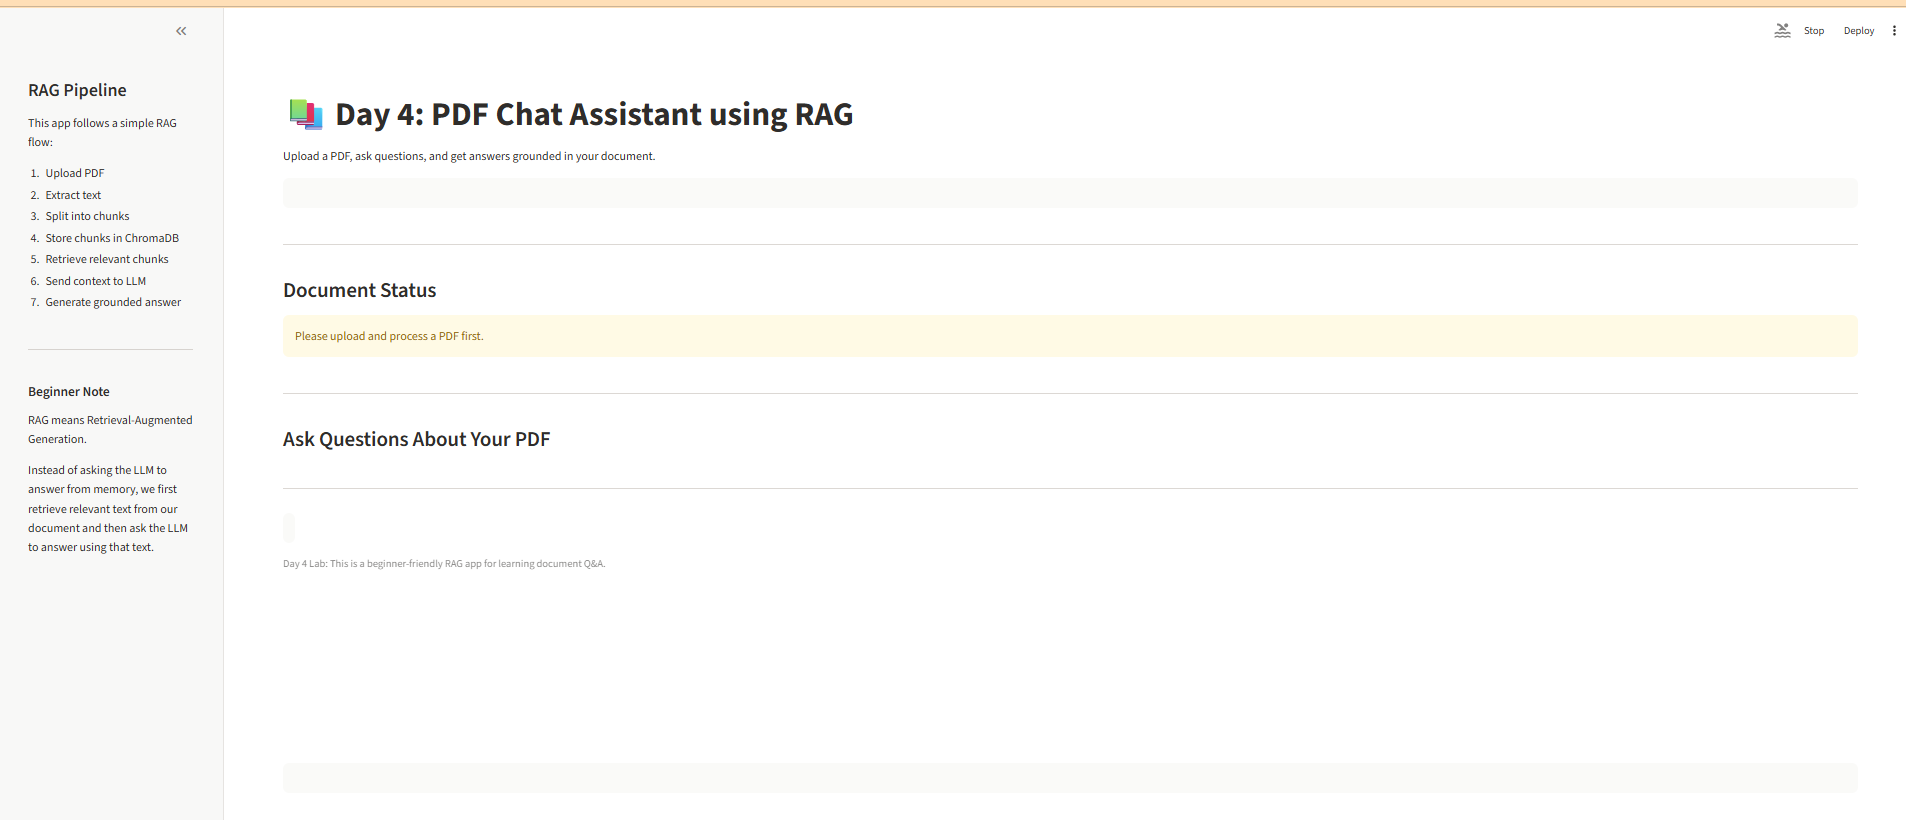 Stop Deploy
RAG Pipeline
This app follows a simple RAG
flow:
1. Upload PDF
2. Extract text
3. Split into chunks
4. Store chunks in ChromaDB
5. Retrieve relevant chunks
6. Send context to LLM
7. Generate grounded answer
Beginner Note
RAG means Retrieval-Augmented
Generation.
Instead of asking the LLM to
answer from memory, we first
retrieve relevant text from our
document and then ask the LLM
to answer using that text.
Day 4: PDF Chat Assistant using RAG
Upload a PDF, ask questions, and get answers grounded in your document.
Document Status
Please upload and process a PDF first.
Ask Questions About Your PDF
Day 4 Lab: This is a beginner-friendly RAG app for learning document Q&A.